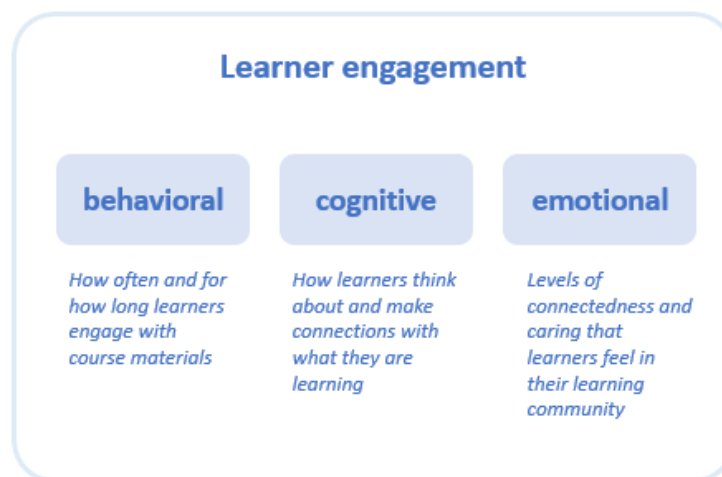 Learner engagement
behavioral
cognitive
emotional
How often and for
how long learners
engage with
course materials
How learners think
about and make
connections with
what they are
learning
Levels of
connectedness and
caring that
learners feel in
their learning
community